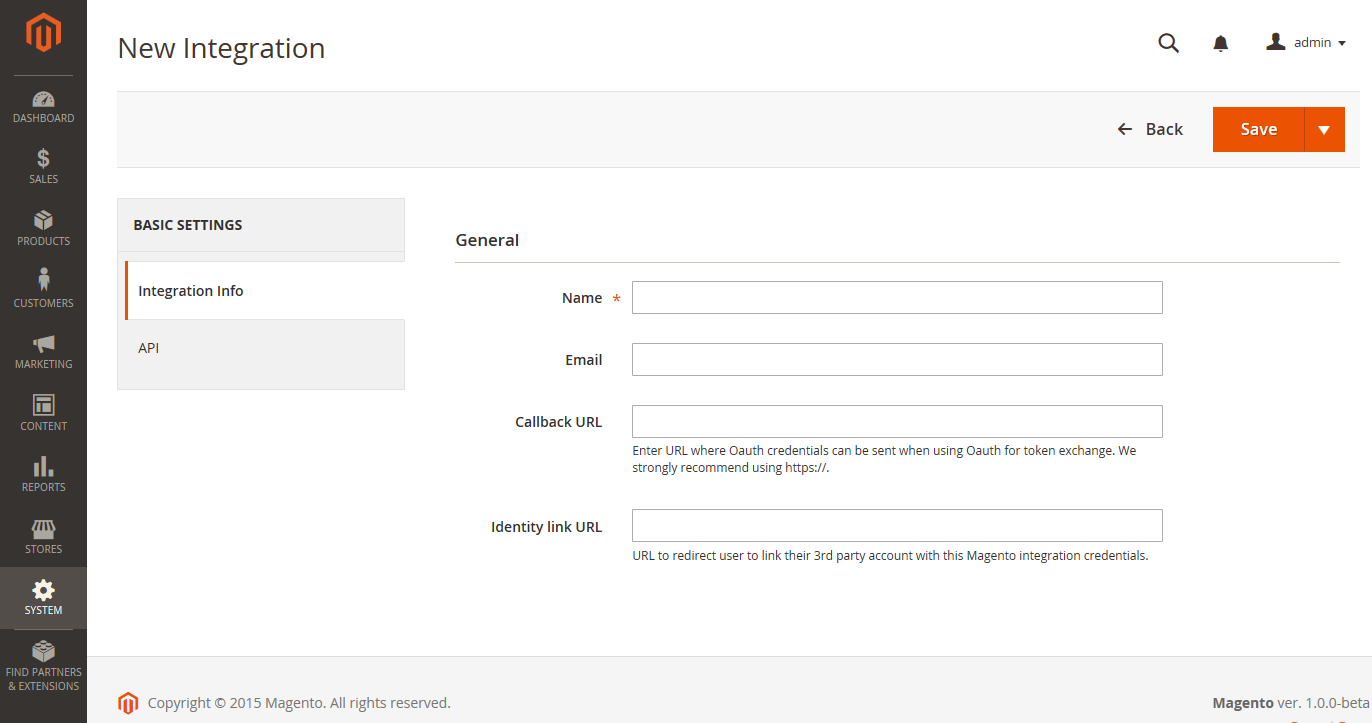 New Integration
admin
DASHBOARD
SALES
PRODUCTS
CUSTOMERS
MARKETING
CONTENT
REPORTS
STORES
SYSTEM
FIND PARTNERS
& EXTENSIONS
Back
Save
BASIC SETTINGS
Integration Info
API
General
Name *
Email
Callback URL
Enter URL where Oauth credentials can be sent when using Oauth for token exchange. We
strongly recommend using https://.
Identity link URL
URL to redirect user to link their 3rd party account with this Magento integration credentials.
Copyright © 2015 Magento. All rights reserved.
Magento ver. 1.0.0-beta